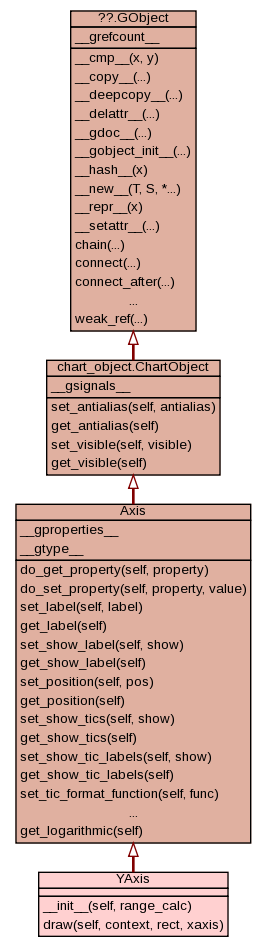 ??.GObject
__grefcount__
__cmp__(x, y)
__copy__(...)
__deepcopy__(...)
__delattr__(...)
__gdoc__(...)
__gobject_init__(...)
__hash__(x)
__new__(T, S, *...)
__repr__(x)
__setattr__(...)
chain(...)
connect(...)
connect_after(...)
...
weak_ref(...)
chart_object.ChartObject
__gsignals__
set_antialias(self, antialias)
get_antialias(self)
set_visible(self, visible)
get_visible(self)
Axis
__gproperties__
__gtype__
do_get_property(self, property)
do_set_property(self, property, value)
set_label(self, label)
get_label(self)
set_show_label(self, show)
get_show_label(self)
set_position(self, pos)
get_position(self)
set_show_tics(self, show)
get_show_tics(self)
set_show_tic_labels(self, show)
get_show_tic_labels(self)
set_tic_format_function(self, func)
...
get_logarithmic(self)
YAxis
__init__(self, range_calc)
draw(self, context, rect, xaxis)